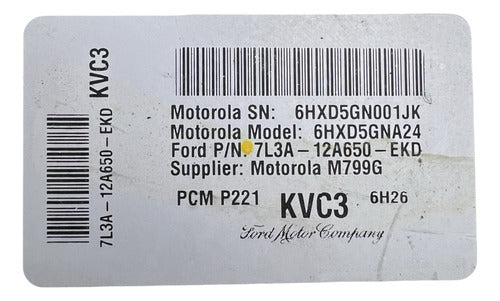 7L3A-12A650-EKD KVC3
Motorola SN: 6HXD5GN001JK
Motorola Model: 6HXD5GNA24
Ford P/N: 7L3A-12A650-EKD
Supplier: Motorola M799G
PCM P221 KVC3 6H26
Ford Motor Company